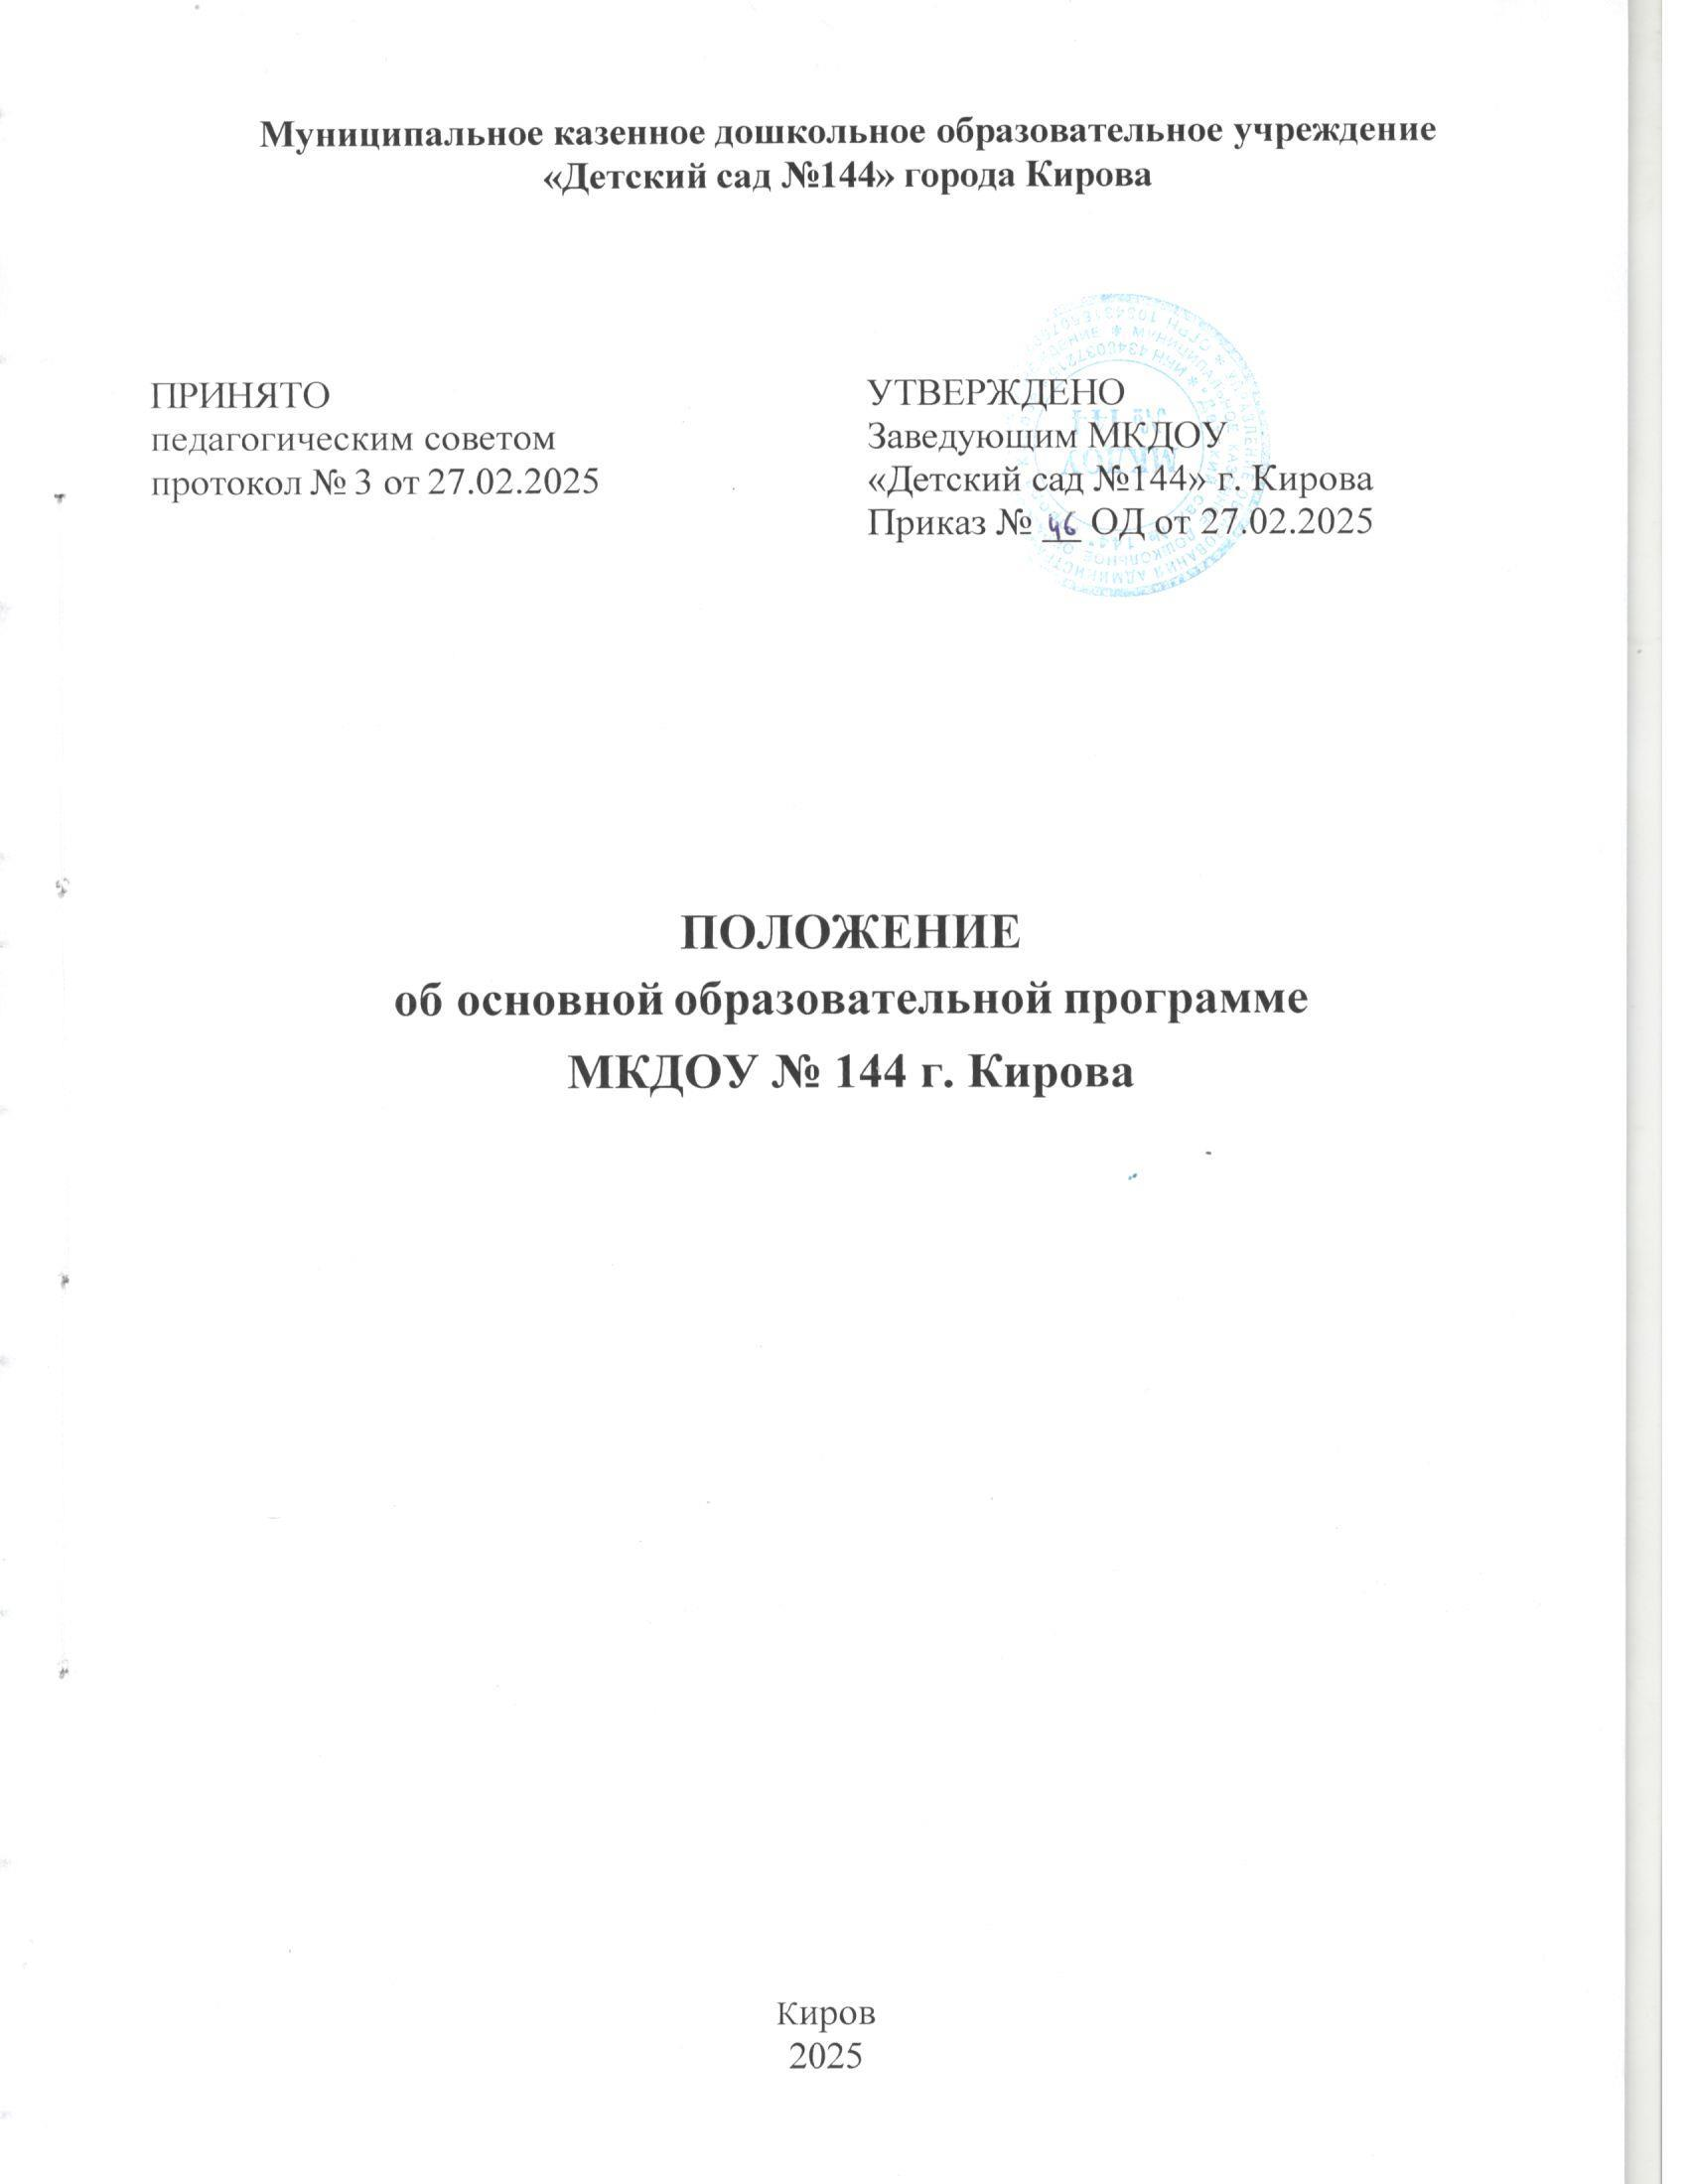 Муниципальное казенное дошкольное образовательное учреждение
«Детский сад №144» города Кирова
ПРИНЯТО
педагогическим советом
протокол № 3 от 27.02.2025
УТВЕРЖДЕНО
Заведующим МКДОУ
«Детский сад №144» г. Кирова
Приказ № 46 ОД от 27.02.2025
ПОЛОЖЕНИЕ
об основной образовательной программе
МКДОУ № 144 г. Кирова
Киров
2025